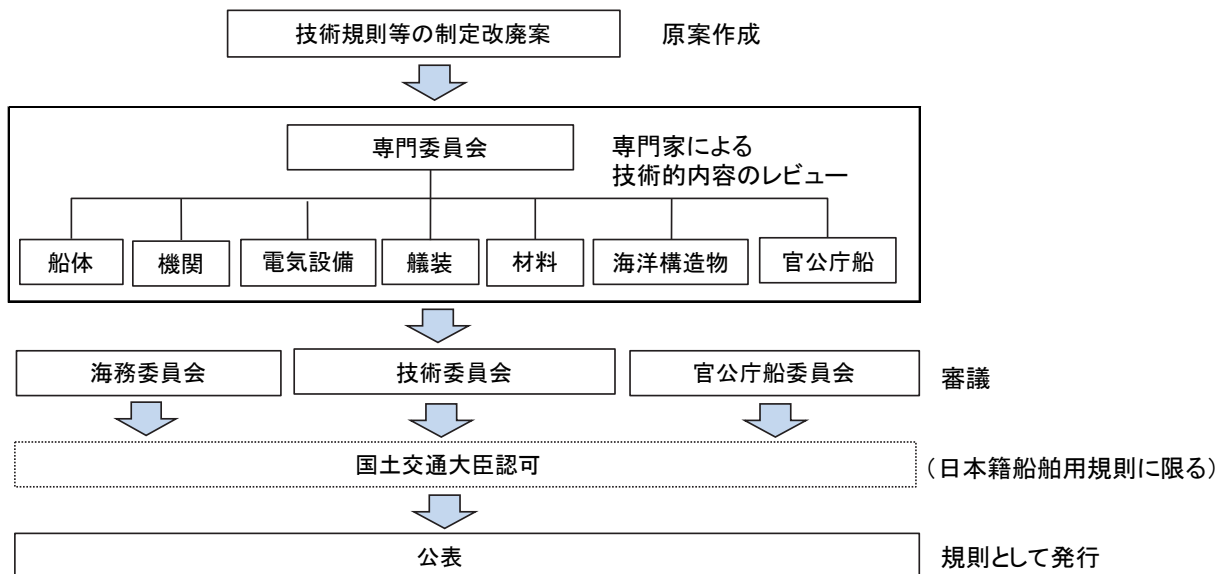 技術規則等の制定改廃案
原案作成
専門委員会
専門家による
技術的内容のレビュー
船体
機関
電気設備
艤装
材料
海洋構造物
官公庁船
海務委員会
技術委員会
官公庁船委員会
審議
国土交通大臣認可
(日本籍船舶用規則に限る)
公表
規則として発行